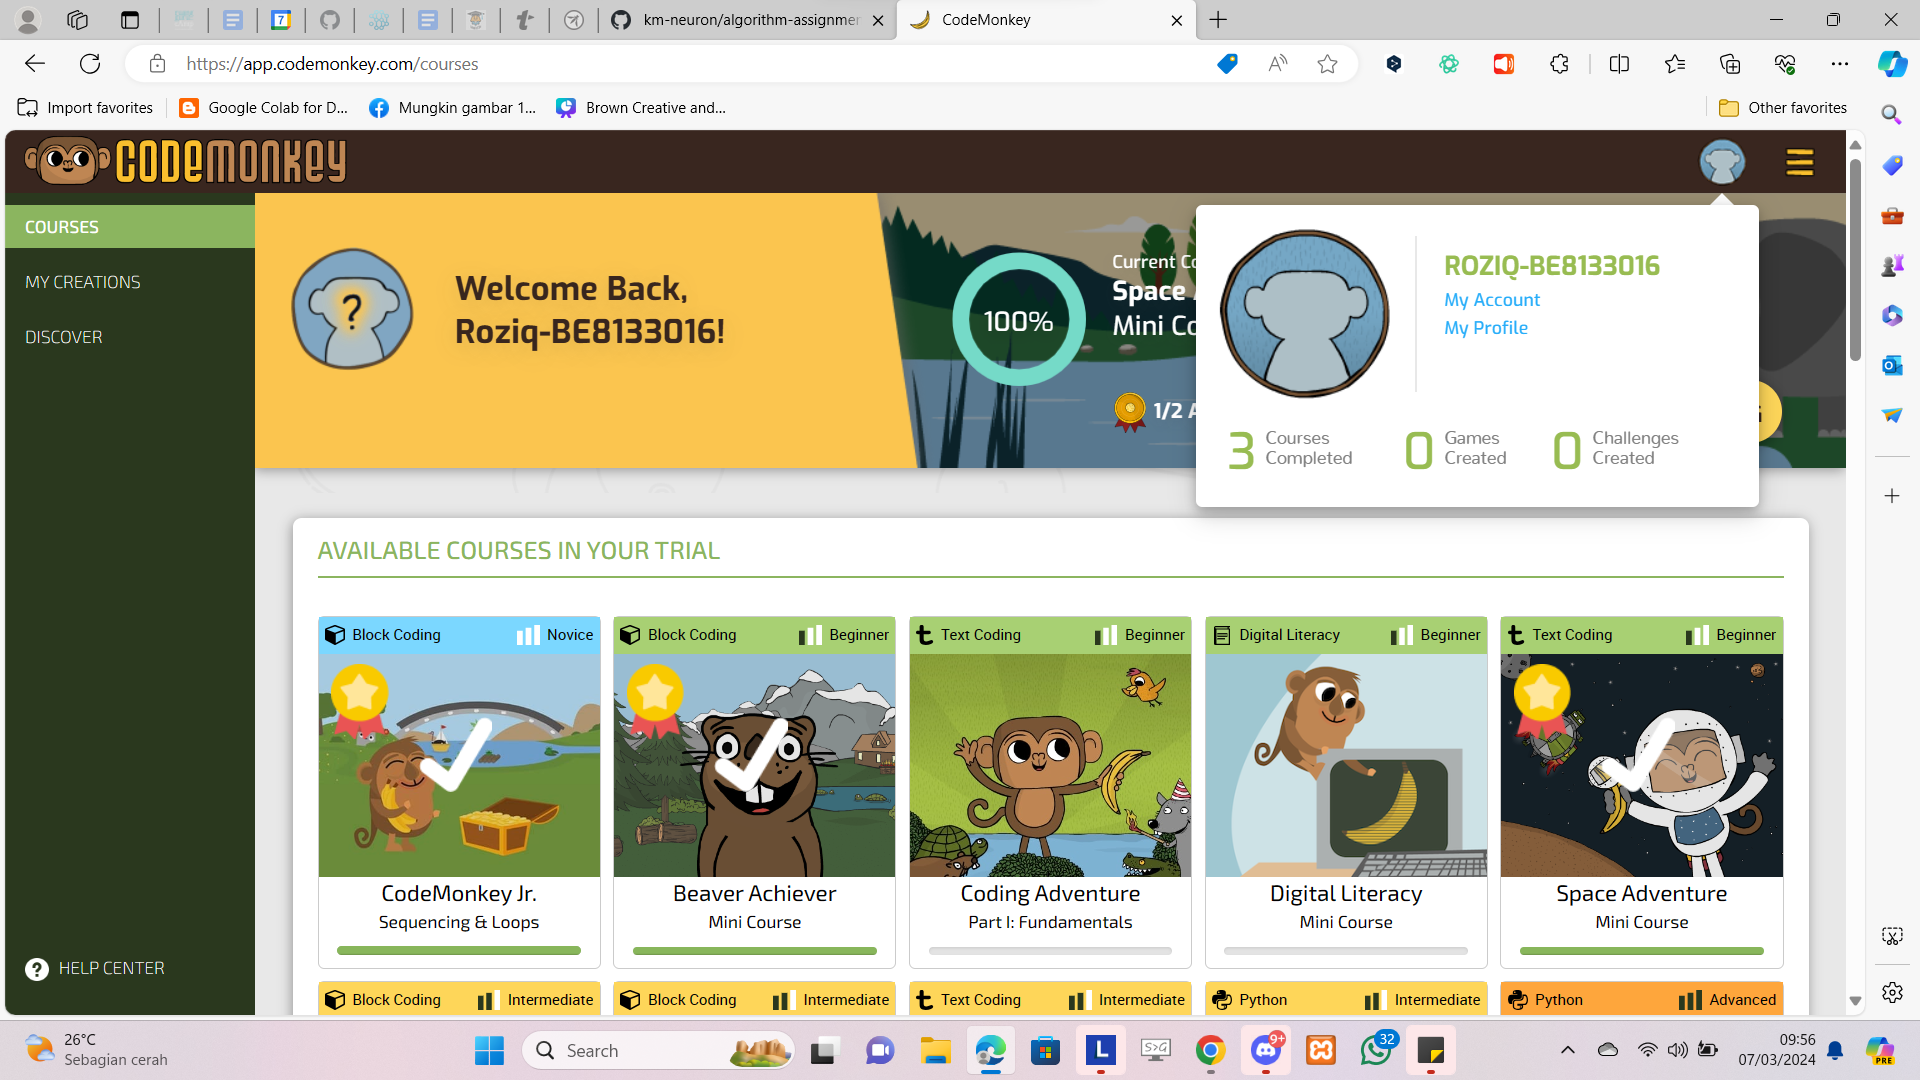 km-neuron/algorithm-assignmen
CodeMonkey
https://app.codemonkey.com/courses
Import favorites
Google Colab for D...
Mungkin gambar 1...
Brown Creative and...
Other favorites
CODEMONKEY
COURSES
MY CREATIONS
DISCOVER
HELP CENTER
?
Welcome Back,
Roziq-BE8133016!
100%
Current Co
Space
Mini Co
1/2 A
ROZIQ-BE8133016
My Account
My Profile
3 Courses Completed
0 Games Created
0 Challenges Created
AVAILABLE COURSES IN YOUR TRIAL
Block Coding Novice
CodeMonkey Jr.
Sequencing & Loops
Block Coding Beginner
Beaver Achiever
Mini Course
Text Coding Beginner
Coding Adventure
Part I: Fundamentals
Digital Literacy Beginner
Digital Literacy
Mini Course
Text Coding Beginner
Space Adventure
Mini Course
Block Coding Intermediate
Block Coding Intermediate
Text Coding Intermediate
Python Intermediate
Python Advanced
26°C
Sebagian cerah
Search
9+
32
09:56
07/03/2024
PRE